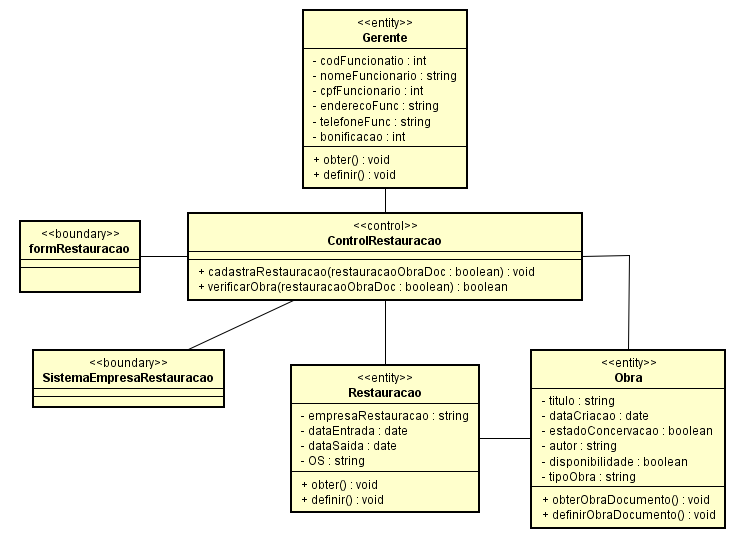 <<entity>>
Gerente
- codFuncionatio : int
- nomeFuncionario : string
- cpfFuncionario : int
- enderecoFunc : string
- telefoneFunc : string
- bonificacao : int
+ obter() : void
+ definir() : void
<<control>>
ControlRestauracao
+ cadastraRestauracao(restauracaoObraDoc : boolean) : void
+ verificarObra(restauracaoObraDoc : boolean) : boolean
<<boundary>>
formRestauracao
<<boundary>>
SistemaEmpresaRestauracao
<<entity>>
Restauracao
- empresaRestauracao : string
- dataEntrada : date
- dataSaida : date
- OS : string
+ obter() : void
+ definir() : void
<<entity>>
Obra
- titulo : string
- dataCriacao : date
- estadoConcervacao : boolean
- autor : string
- disponibilidade : boolean
- tipoObra : string
+ obterObraDocumento() : void
+ definirObraDocumento() : void